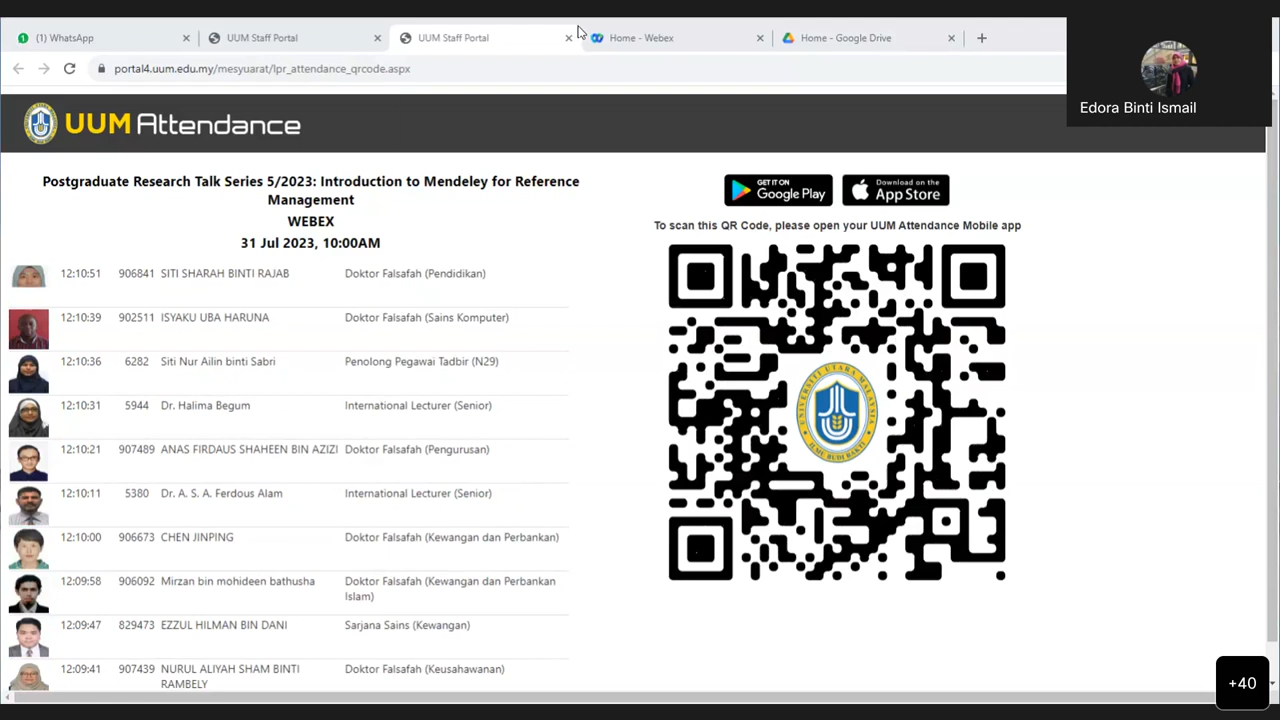 (1) WhatsApp
UUM Staff Portal
UUM Staff Portal
Home - Webex
Home - Google Drive
portal4.uum.edu.my/mesyuarat/lpr_attendance_qrcode.aspx
Edora Binti Ismail
UUM Attendance
Postgraduate Research Talk Series 5/2023: Introduction to Mendeley for Reference
Management
WEBEX
31 Jul 2023, 10:00AM
12:10:51 906841 SITI SHARAH BINTI RAJAB Doktor Falsafah (Pendidikan)
12:10:39 902511 ISYAKU UBA HARUNA Doktor Falsafah (Sains Komputer)
12:10:36 6282 Siti Nur Ailin binti Sabri Penolong Pegawai Tadbir (N29)
12:10:31 5944 Dr. Halima Begum International Lecturer (Senior)
12:10:21 907489 ANAS FIRDAUS SHAHEEN BIN AZIZI Doktor Falsafah (Pengurusan)
12:10:11 5380 Dr. A. S. A. Ferdous Alam International Lecturer (Senior)
12:10:00 906673 CHEN JINPING Doktor Falsafah (Kewangan dan Perbankan)
12:09:58 906092 Mirzan bin mohideen bathusha Doktor Falsafah (Kewangan dan Perbankan
Islam)
12:09:47 829473 EZZUL HILMAN BIN DANI Sarjana Sains (Kewangan)
12:09:41 907439 NURUL ALIYAH SHAM BINTI Doktor Falsafah (Keusahawanan)
RAMBELY
GET IT ON
Google Play
Download on the
App Store
To scan this QR Code, please open your UUM Attendance Mobile app
UNIVERSITI UTARA MALAYSIA
ILMU BUDI BAKTI
+40